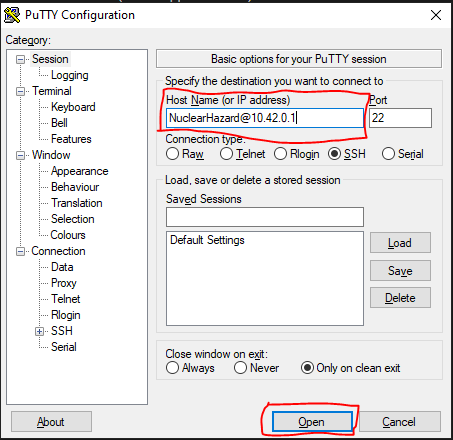 PuTTY Configuration
Category:
Session
Logging
Terminal
Keyboard
Bell
Features
Window
Appearance
Behaviour
Translation
Selection
Colours
Connection
Data
Proxy
Telnet
Rlogin
SSH
Serial
Basic options for your PuTTY session
Specify the destination you want to connect to
Host Name (or IP address) Port
NuclearHazard@10.42.0.1 22
Connection type:
Raw Telnet Rlogin SSH Serial
Load, save or delete a stored session
Saved Sessions
Default Settings
Load
Save
Delete
Close window on exit:
Always Never Only on clean exit
About Open Cancel